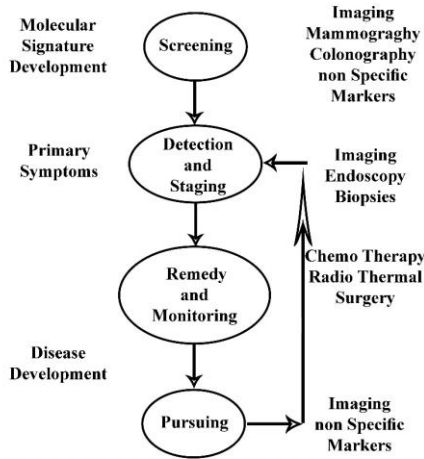 Molecular
Signature
Development
Screening
Imaging
Mammograghy
Colonography
non Specific
Markers
Primary
Symptoms
Detection
and
Staging
Imaging
Endoscopy
Biopsies
Remedy
and
Monitoring
Chemo Therapy
Radio Thermal
Surgery
Disease
Development
Pursuing
Imaging
non Specific
Markers